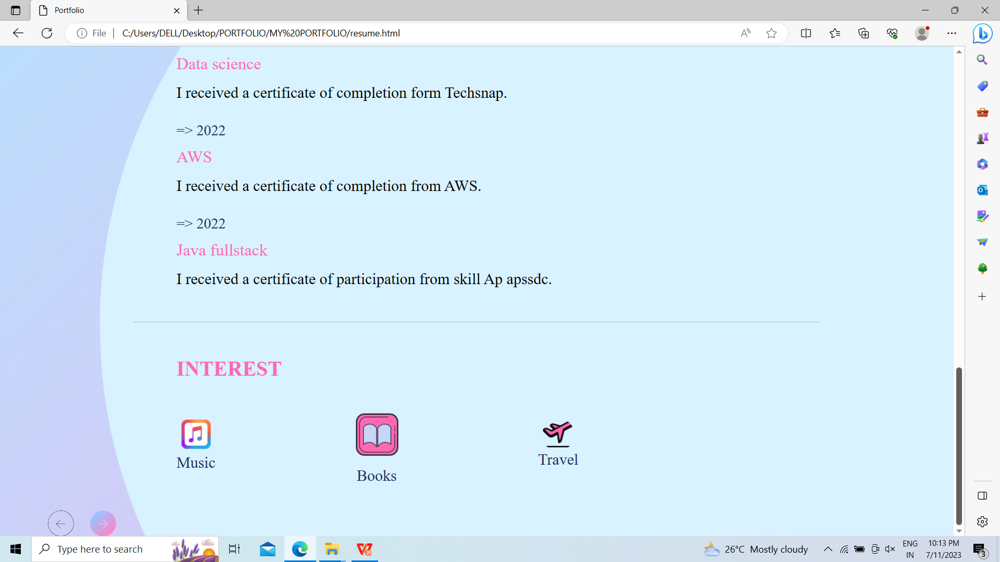 Portfolio
File
C:/Users/DELL/Desktop/PORTFOLIO/MY%20PORTFOLIO/resume.html
Data science
I received a certificate of completion form Techsnap.
=> 2022
AWS
I received a certificate of completion from AWS.
=> 2022
Java fullstack
I received a certificate of participation from skill Ap apssdc.
INTEREST
Music
Books
Travel
Type here to search
26°C Mostly cloudy
ENG
IN
10:13 PM
7/11/2023
3